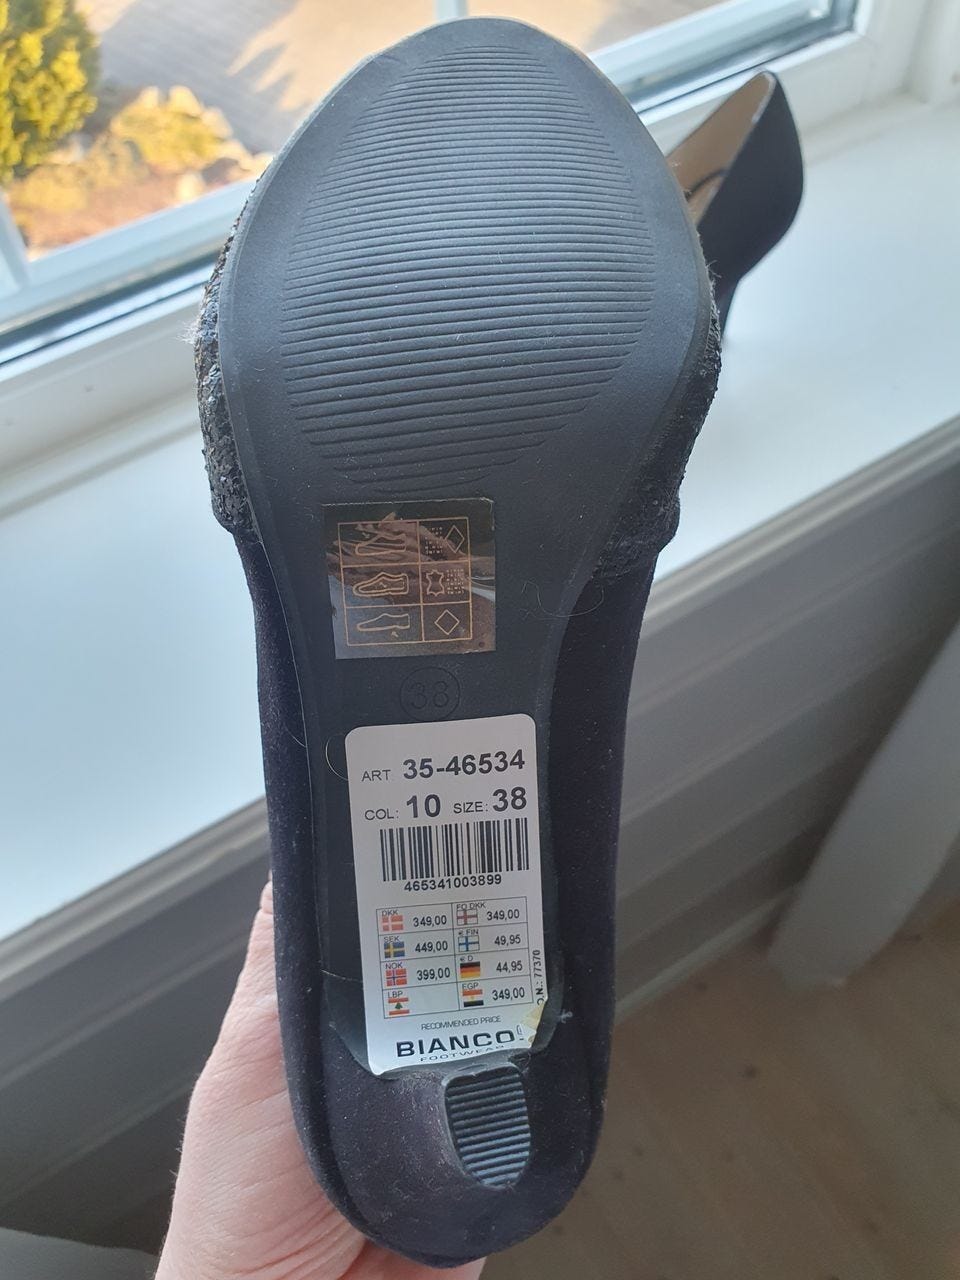 38
ART. 35-46534
COL: 10 SIZE: 38
465341003899
DKK 349,00 FO DKK 349,00
SEK 449,00 € FIN 49,95
NOK 399,00 € D 44,95
LBP EGP 349,00
O.N.: 77370
RECOMMENDED PRICE
BIANCO
FOOTWEAR